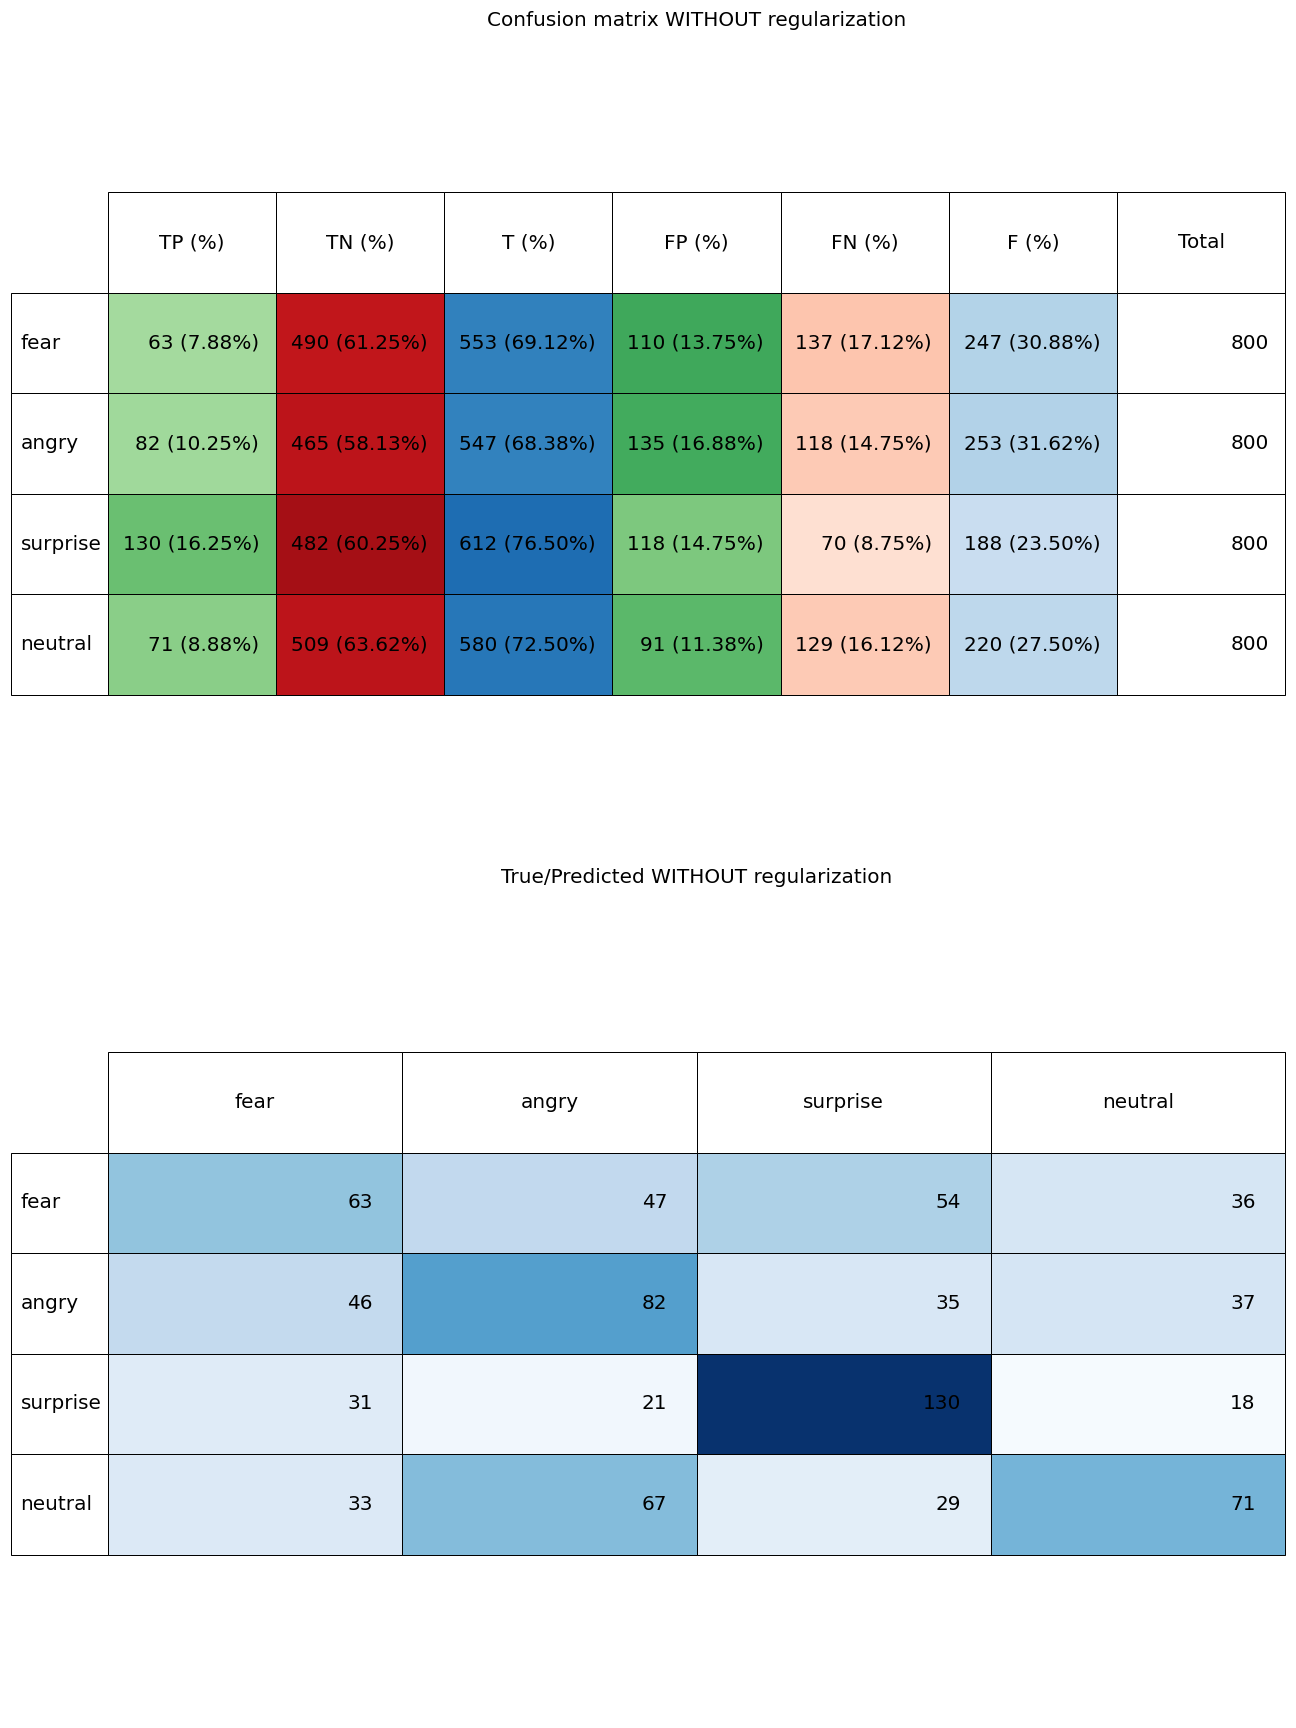 Confusion matrix WITHOUT regularization
TP (%) TN (%) T (%) FP (%) FN (%) F (%) Total
fear 63 (7.88%) 490 (61.25%) 553 (69.12%) 110 (13.75%) 137 (17.12%) 247 (30.88%) 800
angry 82 (10.25%) 465 (58.13%) 547 (68.38%) 135 (16.88%) 118 (14.75%) 253 (31.62%) 800
surprise 130 (16.25%) 482 (60.25%) 612 (76.50%) 118 (14.75%) 70 (8.75%) 188 (23.50%) 800
neutral 71 (8.88%) 509 (63.62%) 580 (72.50%) 91 (11.38%) 129 (16.12%) 220 (27.50%) 800
True/Predicted WITHOUT regularization
fear angry surprise neutral
fear 63 47 54 36
angry 46 82 35 37
surprise 31 21 130 18
neutral 33 67 29 71